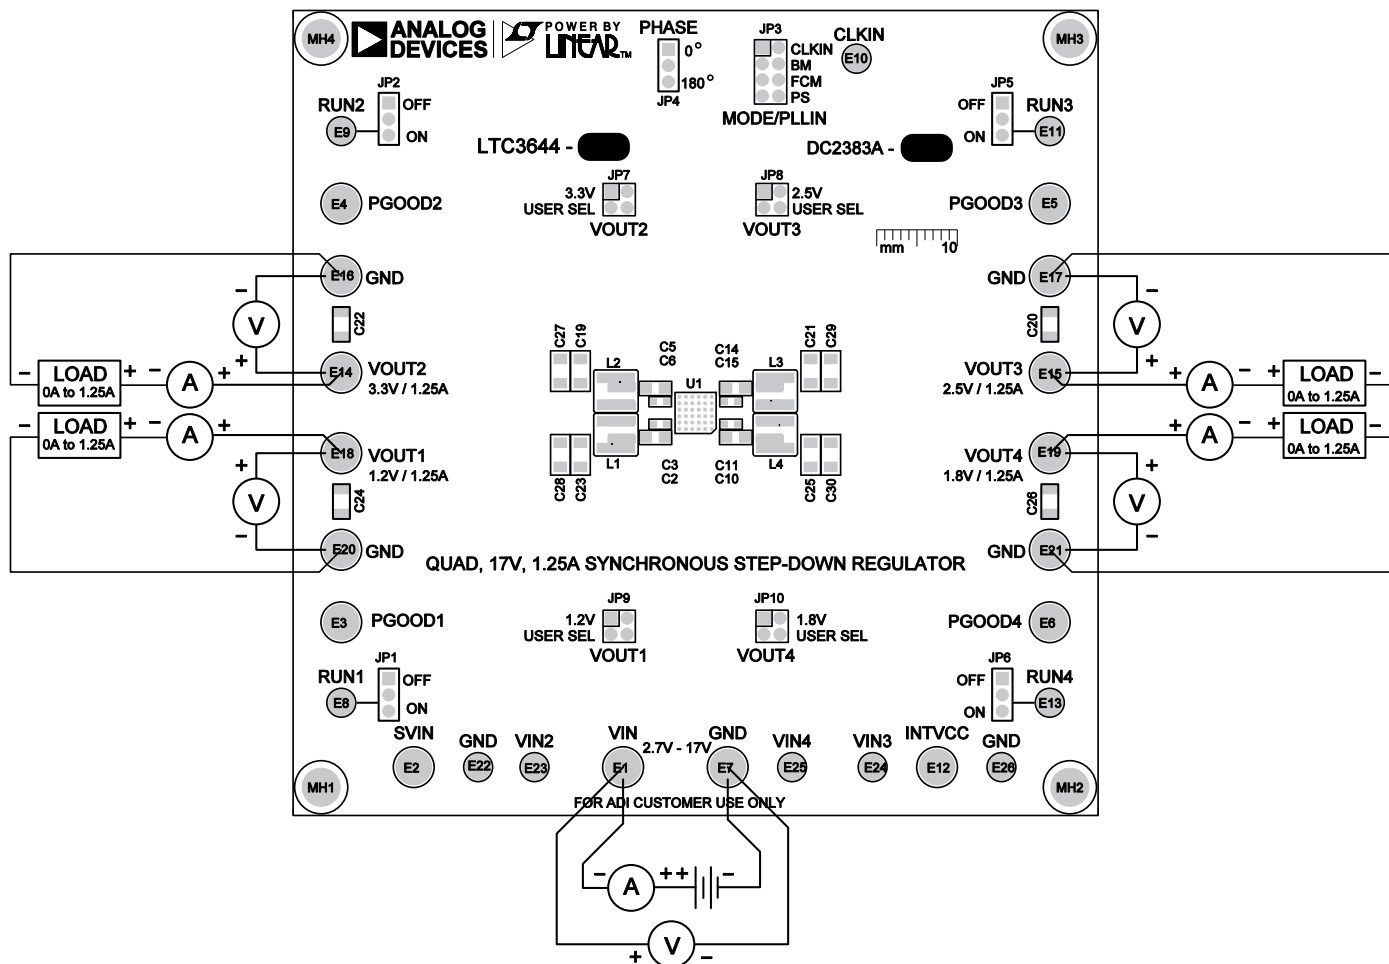 MH4
ANALOG DEVICES
POWER BY LINEAR™
PHASE
0°
180°
JP4
JP3
CLKIN
BM
FCM
PS
MODE/PLLIN
CLKIN
E10
MH3
JP2
RUN2
OFF
E9
ON
JP5
OFF
RUN3
ON
E11
LTC3644 -
DC2383A -
E4 PGOOD2
JP7
3.3V
USER SEL
VOUT2
JP8
2.5V
USER SEL
VOUT3
PGOOD3 E5
mm 10
E16 GND
GND E17
- V +
C22
- V +
C20
- LOAD + - A +
0A to 1.25A
E14 VOUT2
3.3V / 1.25A
VOUT3 E15
2.5V / 1.25A
+ A - + LOAD -
0A to 1.25A
- LOAD + - A +
0A to 1.25A
E18 VOUT1
1.2V / 1.25A
VOUT4 E19
1.8V / 1.25A
+ A - + LOAD -
0A to 1.25A
C27 C19
L2
C5
C6
U1
C14
C15
L3
C21 C29
C28 C23
L1
C3
C2
C11
C10
L4
C25 C30
+ V -
C24
+ V -
C26
E20 GND
GND E21
QUAD, 17V, 1.25A SYNCHRONOUS STEP-DOWN REGULATOR
E3 PGOOD1
JP9
1.2V
USER SEL
VOUT1
JP10
1.8V
USER SEL
VOUT4
PGOOD4 E6
JP1
RUN1
OFF
E8
ON
JP6
OFF
RUN4
ON
E13
SVIN
E2
GND
E22
VIN2
E23
VIN
E1
2.7V - 17V
GND
E7
VIN4
E25
VIN3
E24
INTVCC
E12
GND
E26
MH1
FOR ADI CUSTOMER USE ONLY
MH2
- A + + -
+ V -